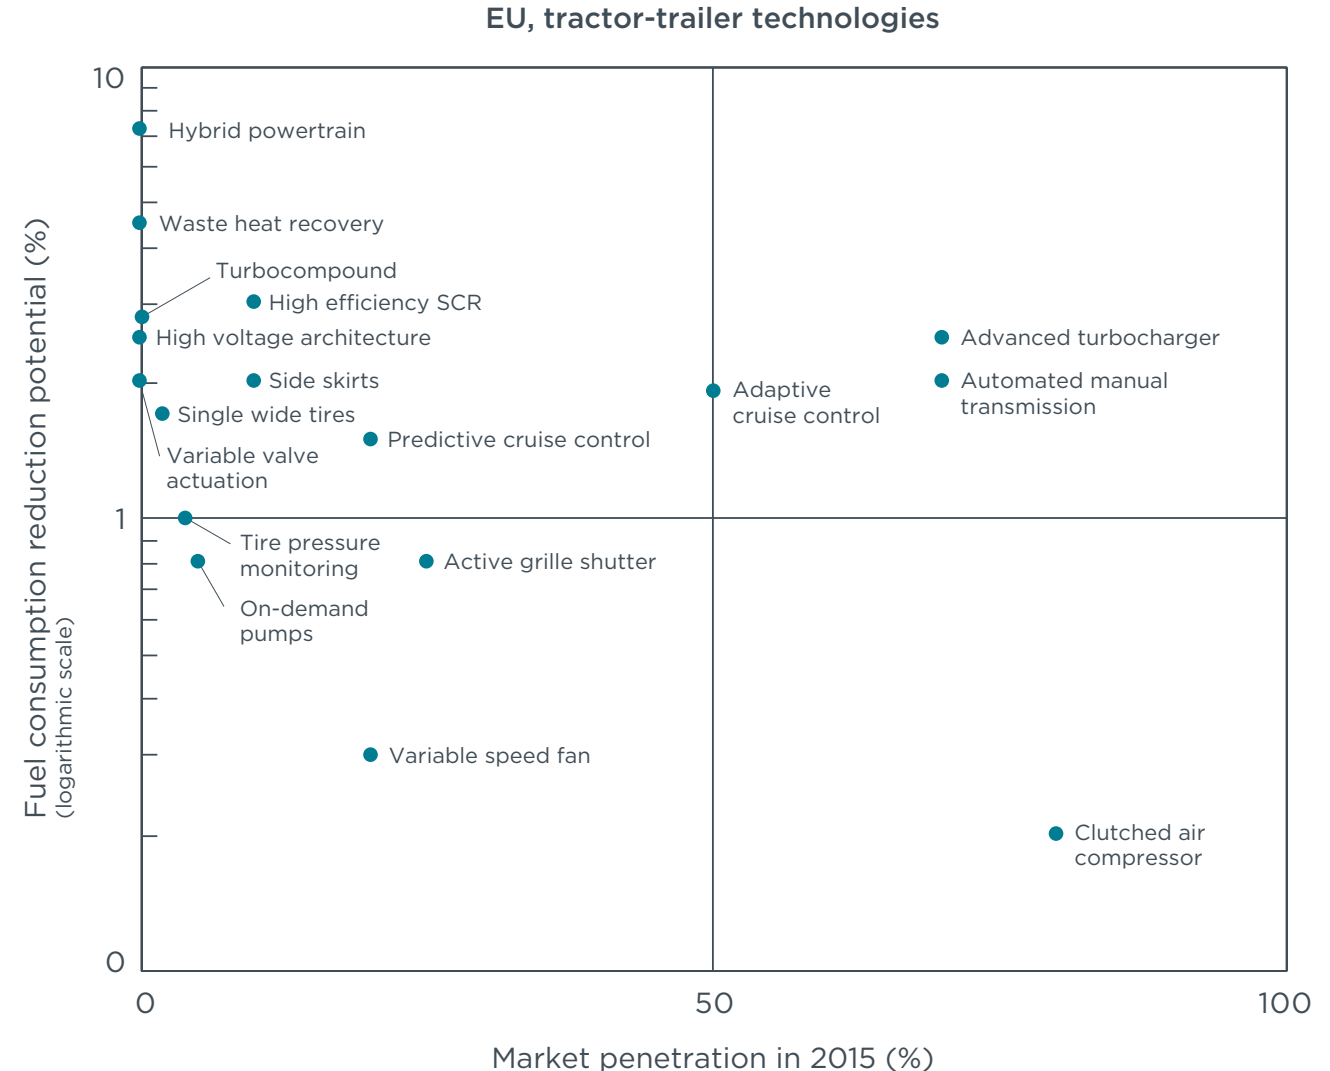 EU, tractor-trailer technologies
10
Hybrid powertrain
Waste heat recovery
Turbocompound
High efficiency SCR
High voltage architecture
Advanced turbocharger
Side skirts
Adaptive
cruise control
Automated manual
transmission
Single wide tires
Predictive cruise control
Variable valve
actuation
1
Tire pressure
monitoring
Active grille shutter
On-demand
pumps
Variable speed fan
Clutched air
compressor
0
Fuel consumption reduction potential (%)
(logarithmic scale)
0
50
100
Market penetration in 2015 (%)